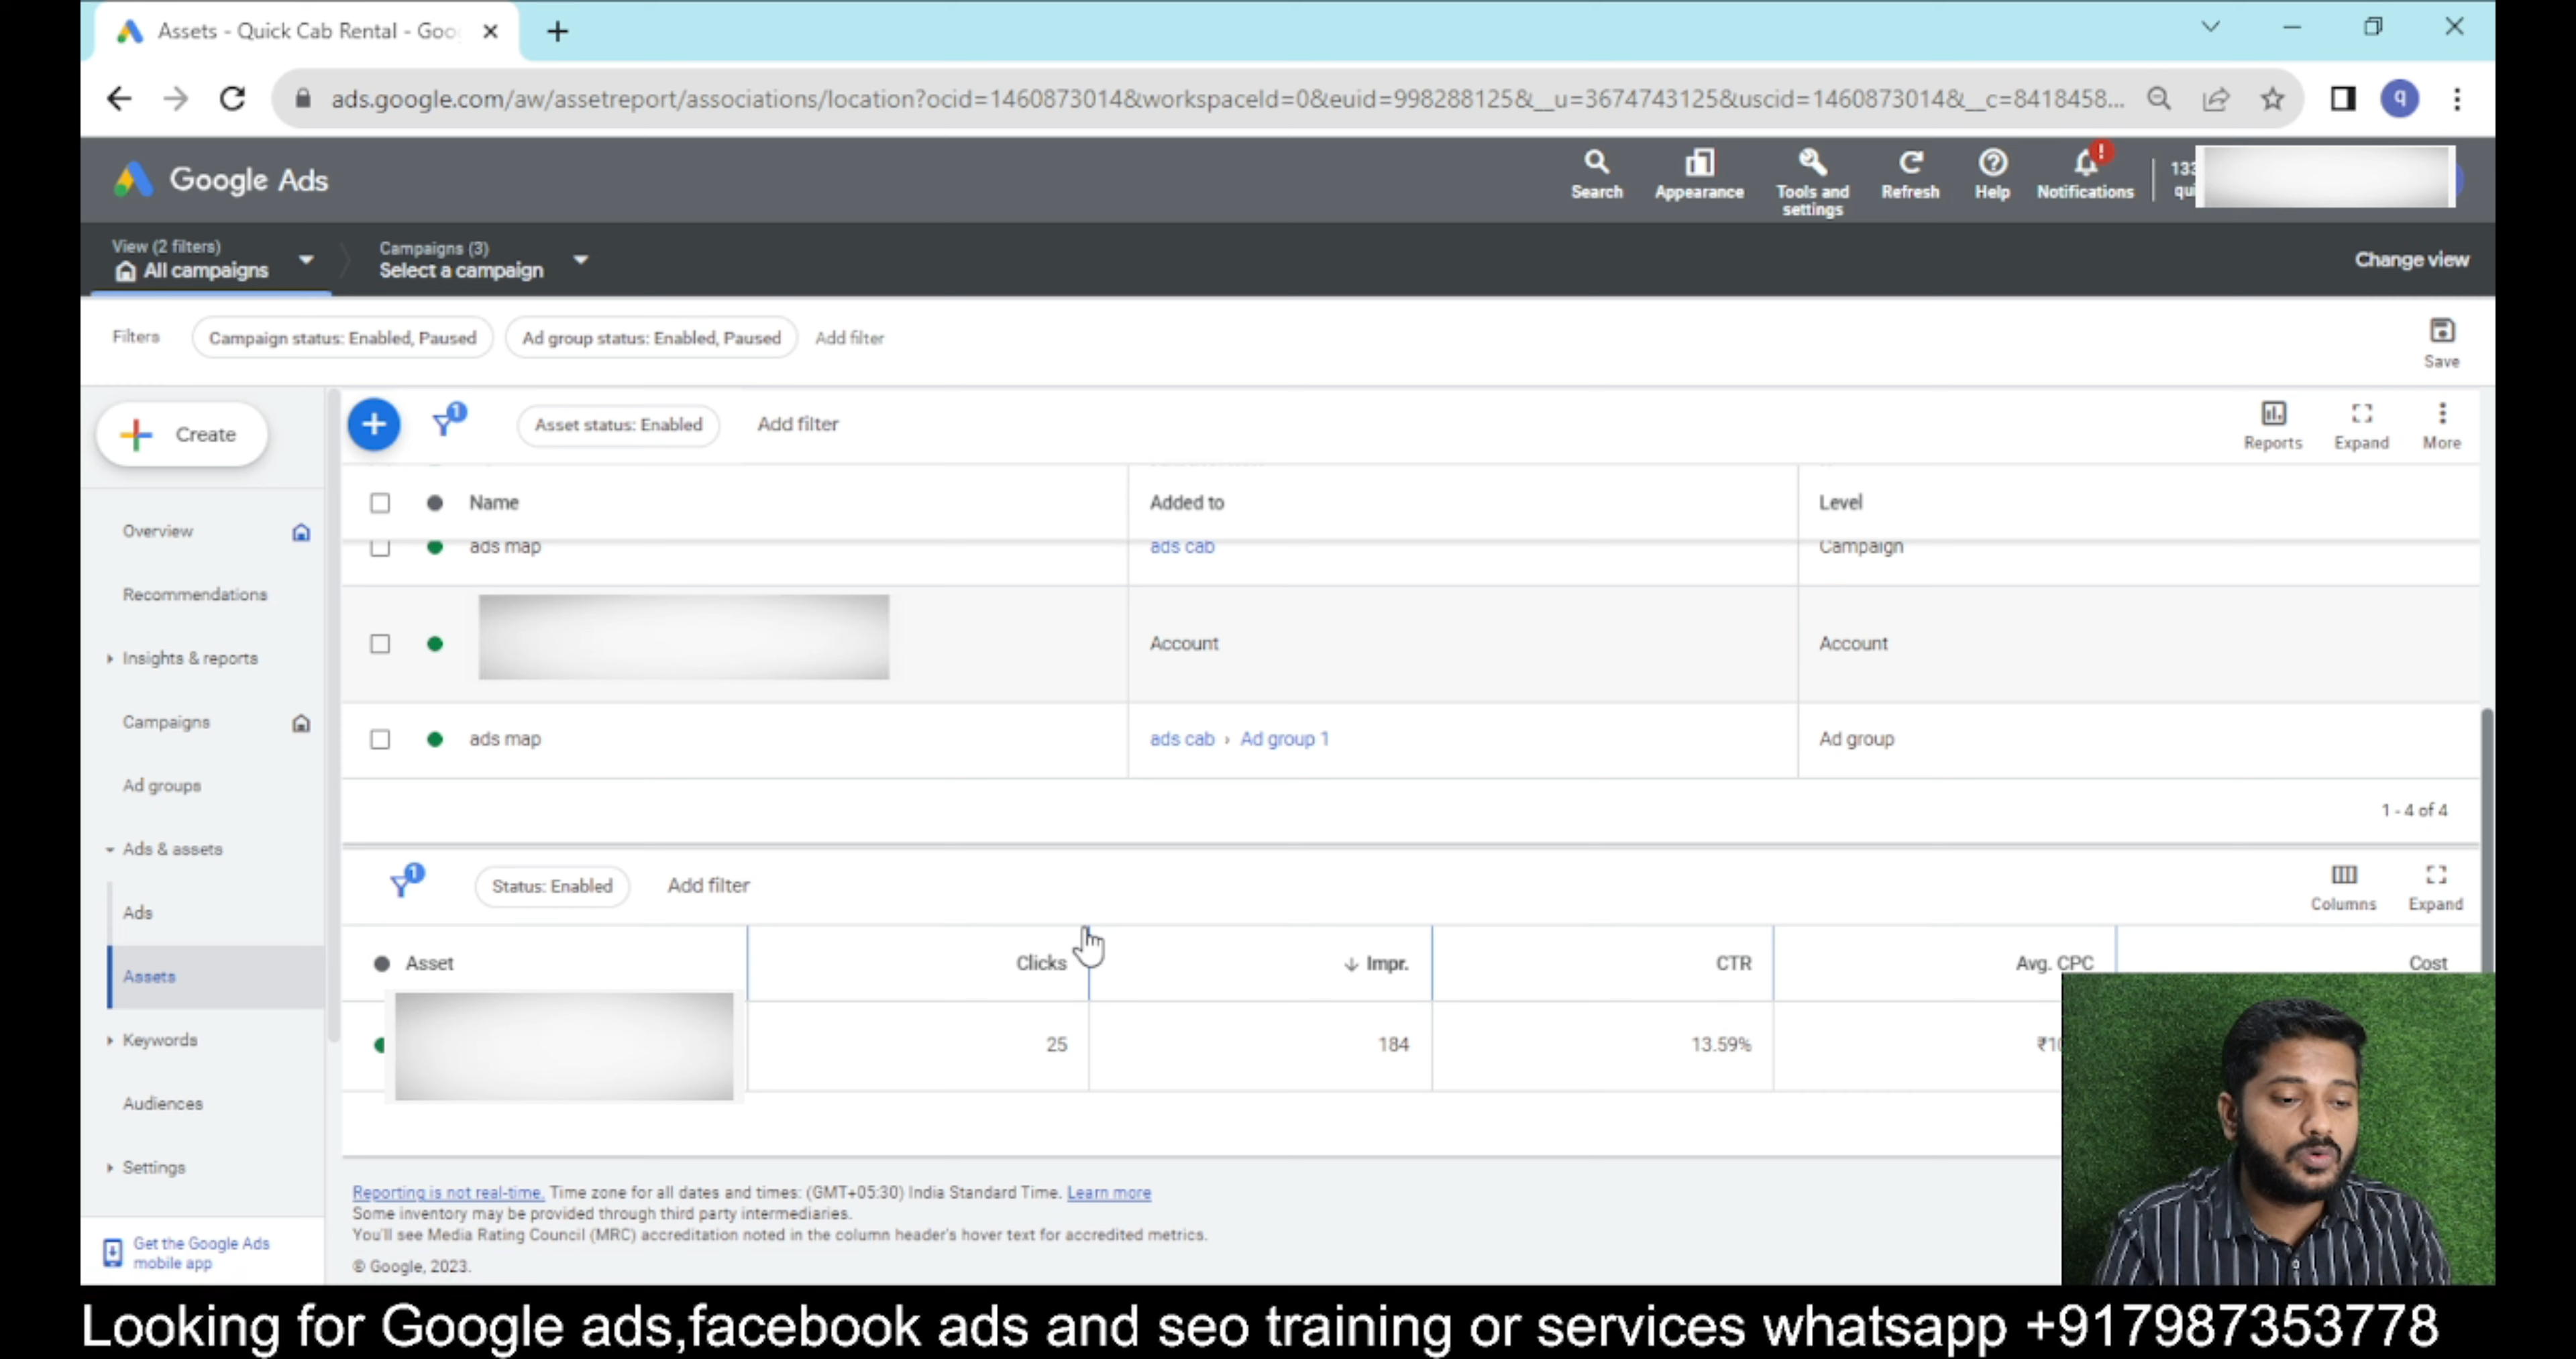 Assets - Quick Cab Rental - Goo
ads.google.com/aw/assetreport/associations/location?ocid=1460873014&workspaceId=0&euid=998288125&__u=3674743125&uscid=1460873014&__c=8418458...
q
Google Ads
Search
Appearance
Tools and
settings
Refresh
Help
Notifications
133
qui
View (2 filters)
All campaigns
Campaigns (3)
Select a campaign
Change view
Filters
Campaign status: Enabled, Paused
Ad group status: Enabled, Paused
Add filter
Save
Create
1
Asset status: Enabled
Add filter
Reports
Expand
More
Overview
Recommendations
Insights & reports
Campaigns
Ad groups
Ads & assets
Ads
Assets
Keywords
Audiences
Settings
Get the Google Ads
mobile app
Name Added to Level
ads map ads cab Campaign
Account Account
ads map ads cab › Ad group 1 Ad group
1 - 4 of 4
1
Status: Enabled
Add filter
Columns
Expand
Asset Clicks Impr. CTR Avg. CPC Cost
25 184 13.59%
Reporting is not real-time. Time zone for all dates and times: (GMT+05:30) India Standard Time. Learn more
Some inventory may be provided through third party intermediaries.
You'll see Media Rating Council (MRC) accreditation noted in the column header's hover text for accredited metrics.
© Google, 2023.
Looking for Google ads,facebook ads and seo training or services whatsapp +917987353778